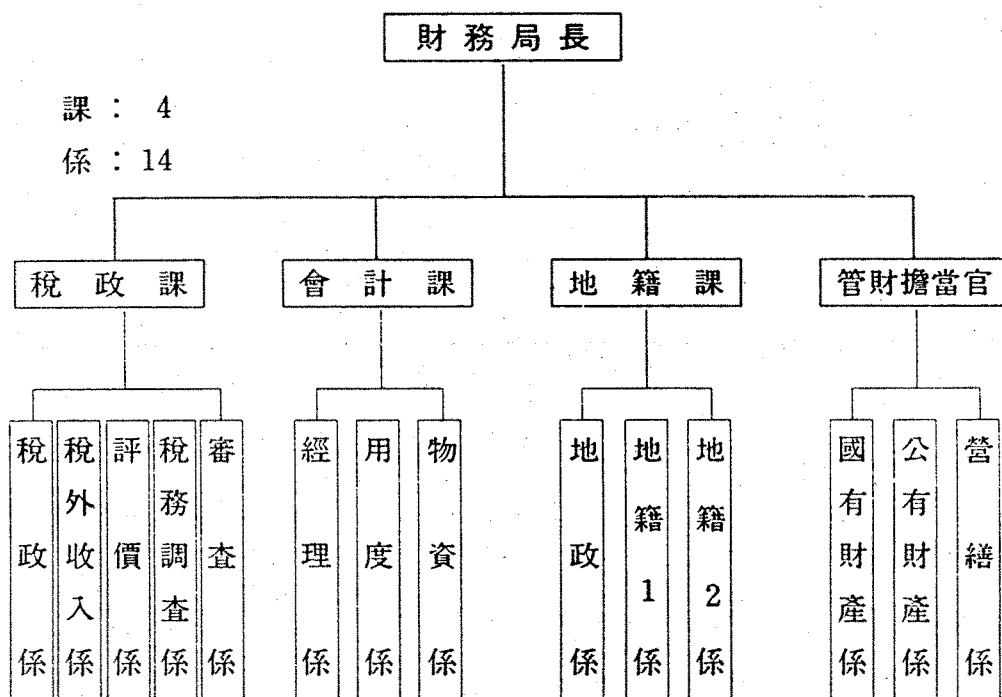 財務局長
課 : 4
係 : 14
稅政課
會計課
地籍課
管財擔當官
稅政係
稅外收入係
評價係
稅務調査係
審査係
經理係
用度係
物資係
地政係
地籍1係
地籍2係
國有財產係
公有財產係
營繕係